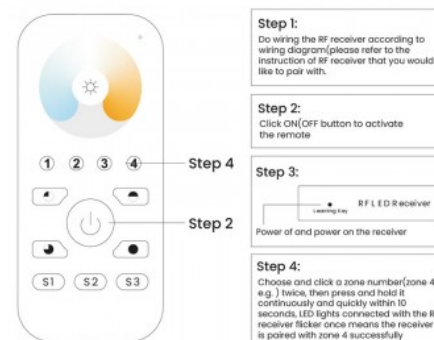 ① ② ③ ④
S1 S2 S3
Step 4
Step 2
Step 1:
Do wiring the RF receiver according to
wiring diagram(please refer to the
instruction of RF receiver that you would
like to pair with.
Step 2:
Click ON(OFF button to activate
the remote
Step 3:
Learning Key
RF LED Receiver
Power of and power on the receiver
Step 4:
Choose and click a zone number(zone 4
e.g. ) twice, then press and hold it
continuously and quickly within 10
seconds, LED lights connected with the R
receiver flicker once means the receiver
is paired with zone 4 successfully